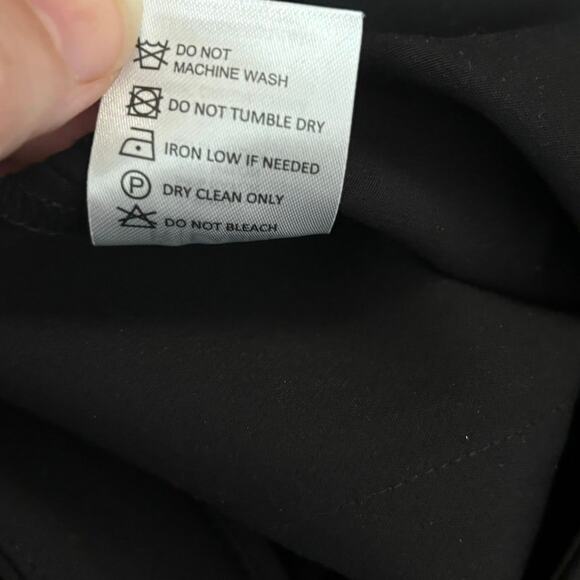 DO NOT
MACHINE WASH
DO NOT TUMBLE DRY
IRON LOW IF NEEDED
P DRY CLEAN ONLY
DO NOT BLEACH